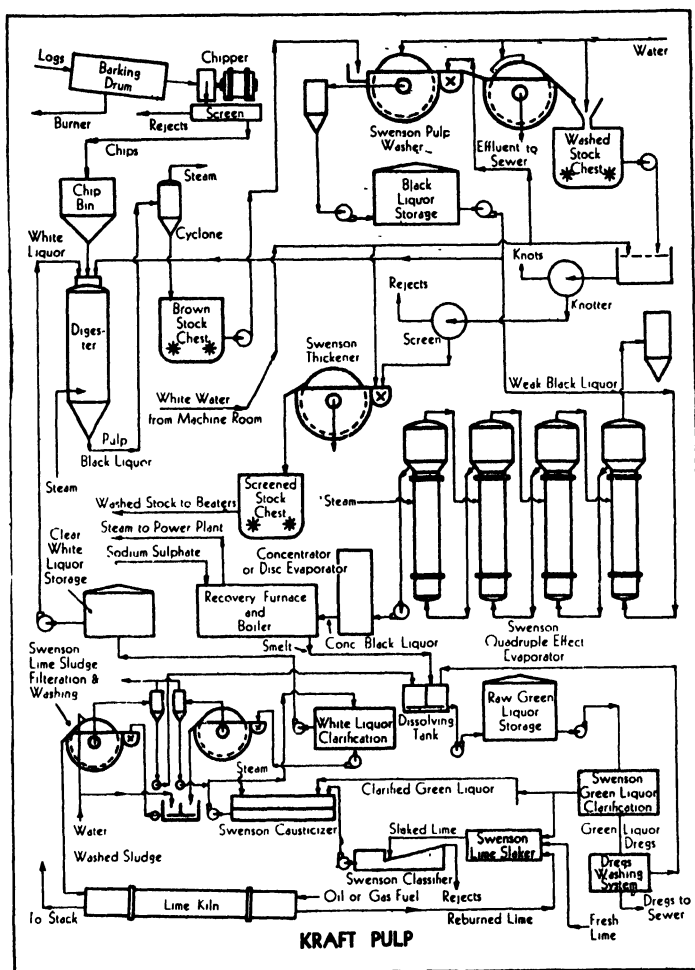 Logs
Barking
Drum
Chipper
Water
Burner
Rejects
Screen
Chips
Swenson Pulp
Washer
Effluent to
Sewer
Washed
Stock
Chest
Steam
Chip
Bin
Cyclone
Black
Liquor
Storage
White
Liquor
Knots
Rejects
Knotter
Screen
Diges-
ter
Brown
Stock
Chest
Swenson
Thickener
White Water
from Machine Room
Weak Black Liquor
Pulp
Black Liquor
Steam
Washed Stock to Beaters
Screened
Stock
Chest
Steam
Steam to Power Plant
Sodium Sulphate
Clear
White
Liquor
Storage
Concentrator
or Disc Evaporator
Recovery Furnace
and
Boiler
Conc Black Liquor
Smelt
Swenson
Quadruple Effect
Evaporator
Swenson
Lime Sludge
Filteration &
Washing
White Liquor
Clarification
Dissolving
Tank
Raw Green
Liquor
Storage
Steam
Clarified Green Liquor
Swenson
Green Liquor
Clarification
Water
Swenson Causticizer
Slaked Lime
Swenson
Lime Slaker
Green Liquor
Dregs
Washed Sludge
Swenson Classifier
Dregs
Washing
System
To Stack
Lime Kiln
Oil or Gas Fuel
Rejects
Reburned Lime
Fresh
Lime
Dregs to
Sewer
KRAFT PULP